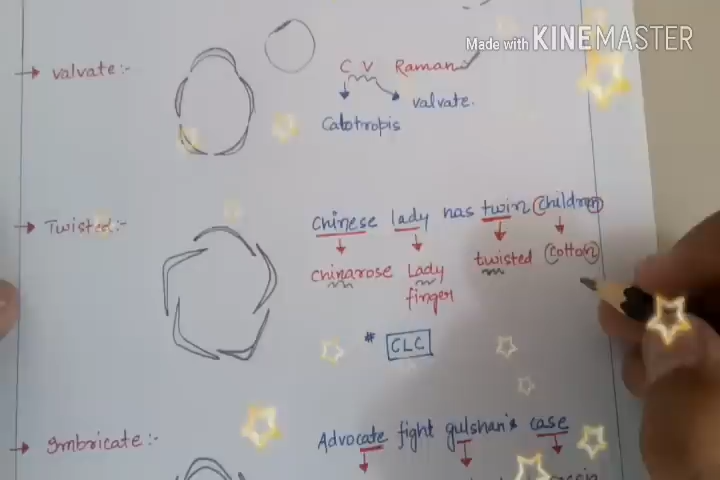 Made with KINEMASTER
→ valvate:-
C V Raman
valvate.
Calotropis
→ Twisted:-
chinese lady has twin children
chinarose Lady finger twisted cotton
* CLC
→ Imbricate:-
Advocate fight gulshan's case